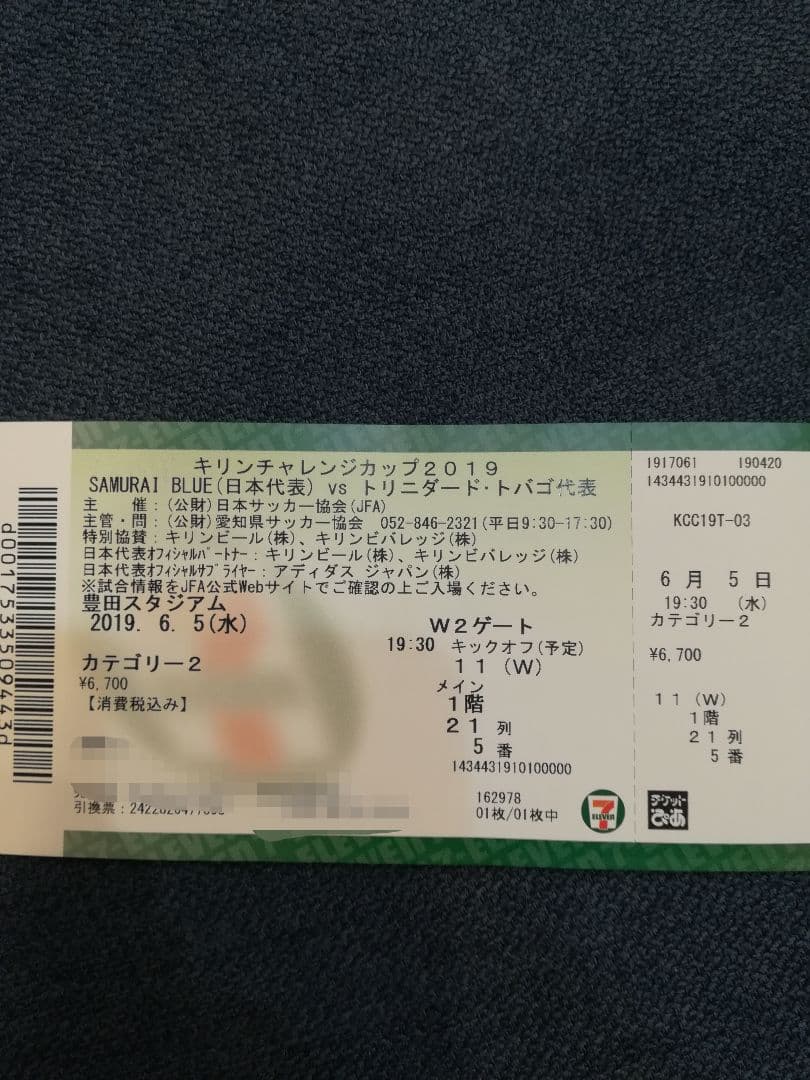 キリンチャレンジカップ2019
SAMURAI BLUE(日本代表) vs トリニダード・トバゴ代表
主　催：(公財)日本サッカー協会(JFA)
主管・問：(公財)愛知県サッカー協会 052-846-2321(平日9:30-17:30)
特別協賛：キリンビール(株)、キリンビバレッジ(株)
日本代表ｵﾌｨｼｬﾙﾊﾟｰﾄﾅｰ：キリンビール(株)、キリンビバレッジ(株)
日本代表ｵﾌｨｼｬﾙｻﾌﾟﾗｲﾔｰ：アディダス ジャパン(株)
※試合情報をJFA公式Webサイトでご確認の上ご入場ください。
豊田スタジアム
2019. 6. 5(水)
W2ゲート
19:30 キックオフ(予定)
カテゴリー2
¥6,700
【消費税込み】
11 (W)
メイン
1階
21 列
5 番
1434431910100000
引換票：
162978
01枚/01枚中
7
ELEVEN
d0017533509443d
1917061 190420
1434431910100000
KCC19T-03
6 月 5 日
19:30 (水)
カテゴリー2
¥6,700
11 (W)
1階
21 列
5 番
チケット
ぴあ